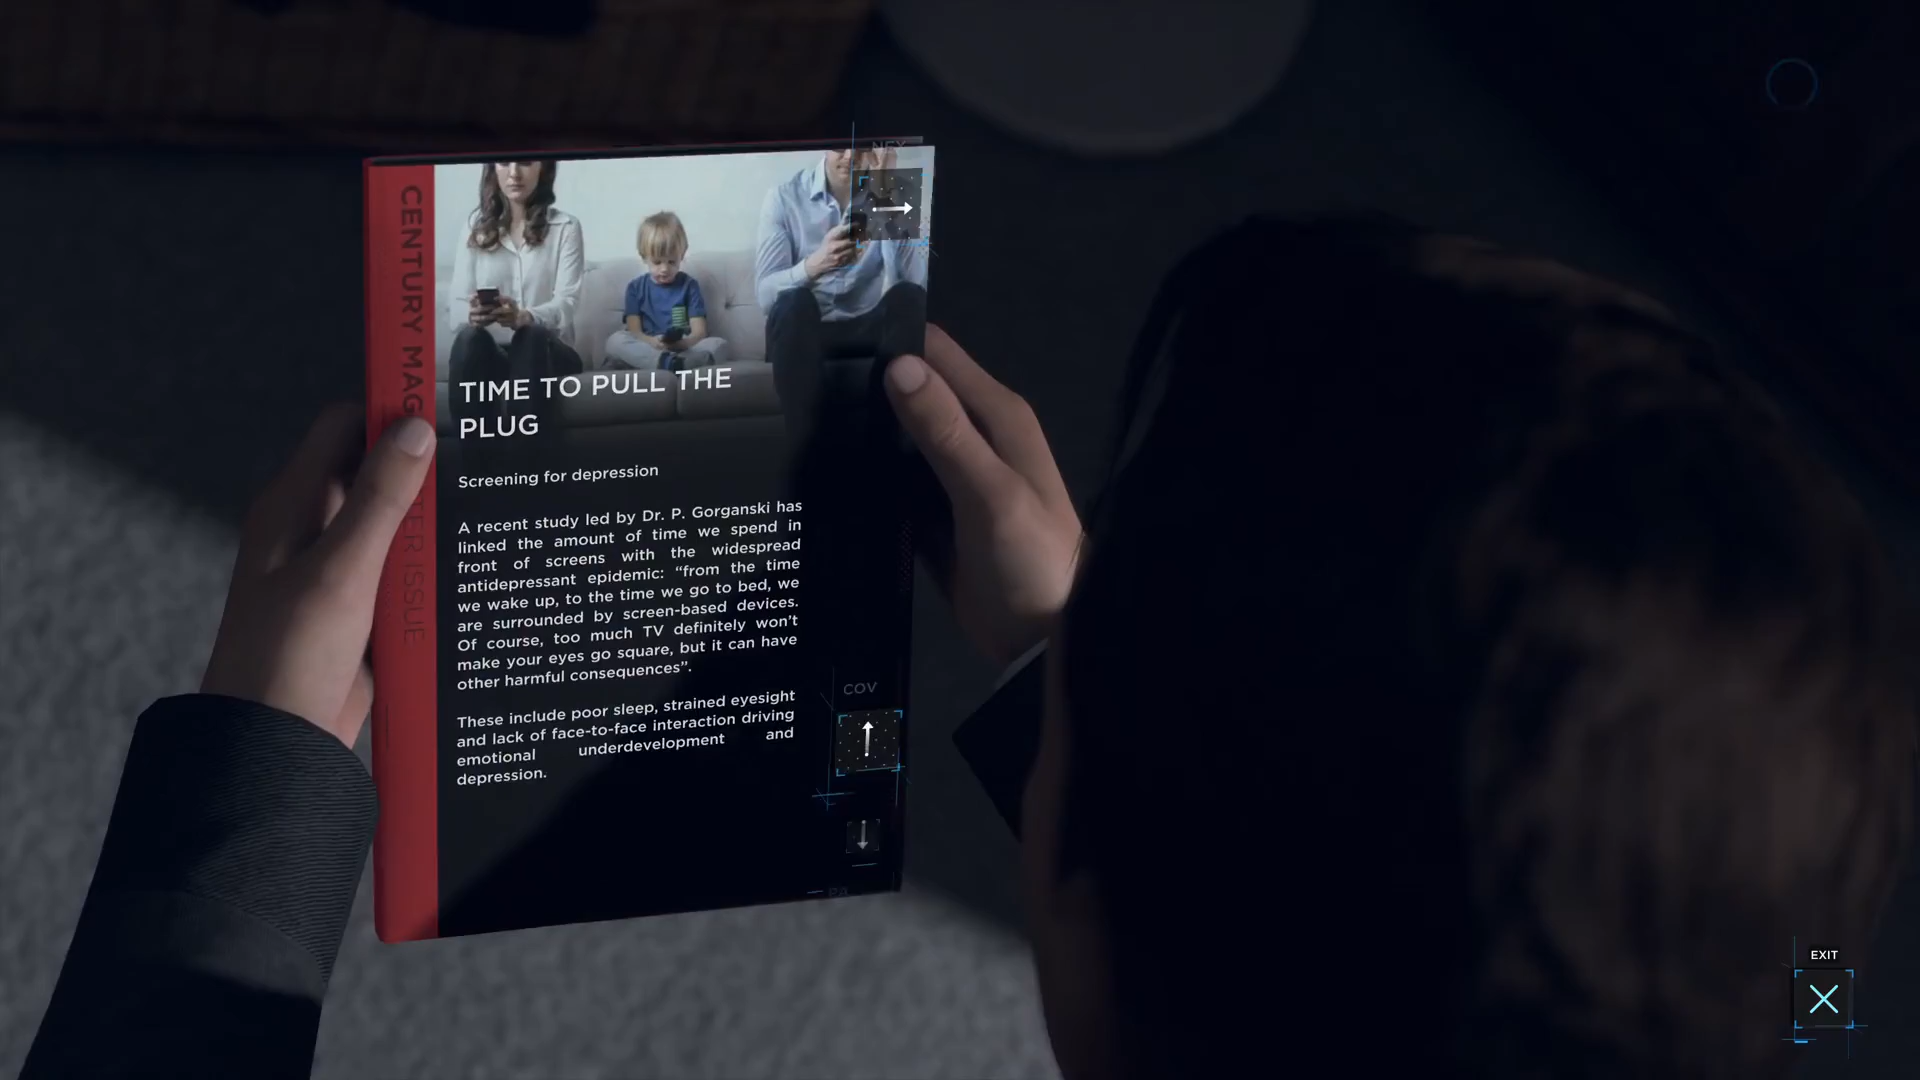 CENTURY MAG
TER ISSUE
TIME TO PULL THE
PLUG
Screening for depression
A recent study led by Dr. P. Gorganski has
linked the amount of time we spend in
front of screens with the widespread
antidepressant epidemic: “from the time
we wake up, to the time we go to bed, we
are surrounded by screen-based devices.
Of course, too much TV definitely won’t
make your eyes go square, but it can have
other harmful consequences”.
These include poor sleep, strained eyesight
and lack of face-to-face interaction driving
emotional underdevelopment and
depression.
COV
EXIT